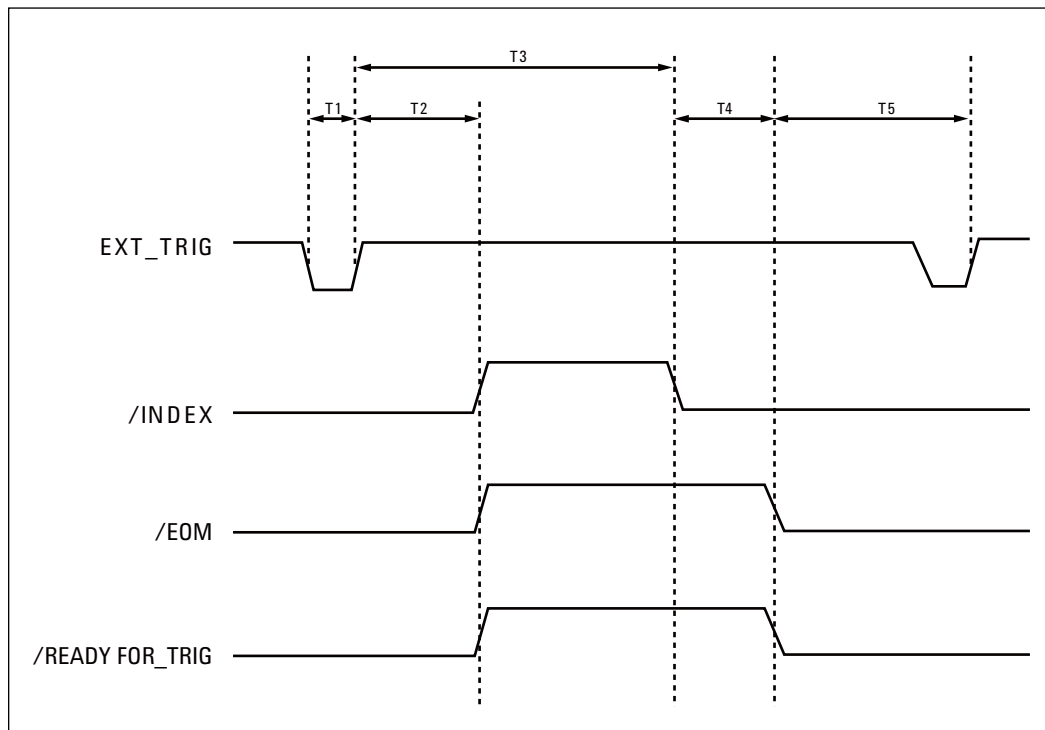 T3
T1
T2
T4
T5
EXT_TRIG
/INDEX
/EOM
/READY FOR_TRIG